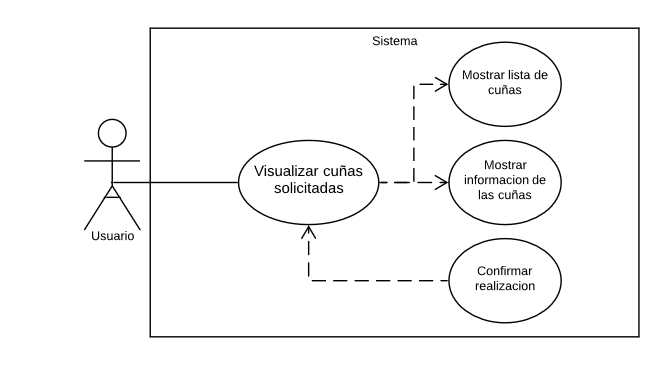 Sistema
Mostrar lista de
cuñas
Visualizar cuñas
solicitadas
Mostrar
informacion de
las cuñas
Usuario
Confirmar
realizacion